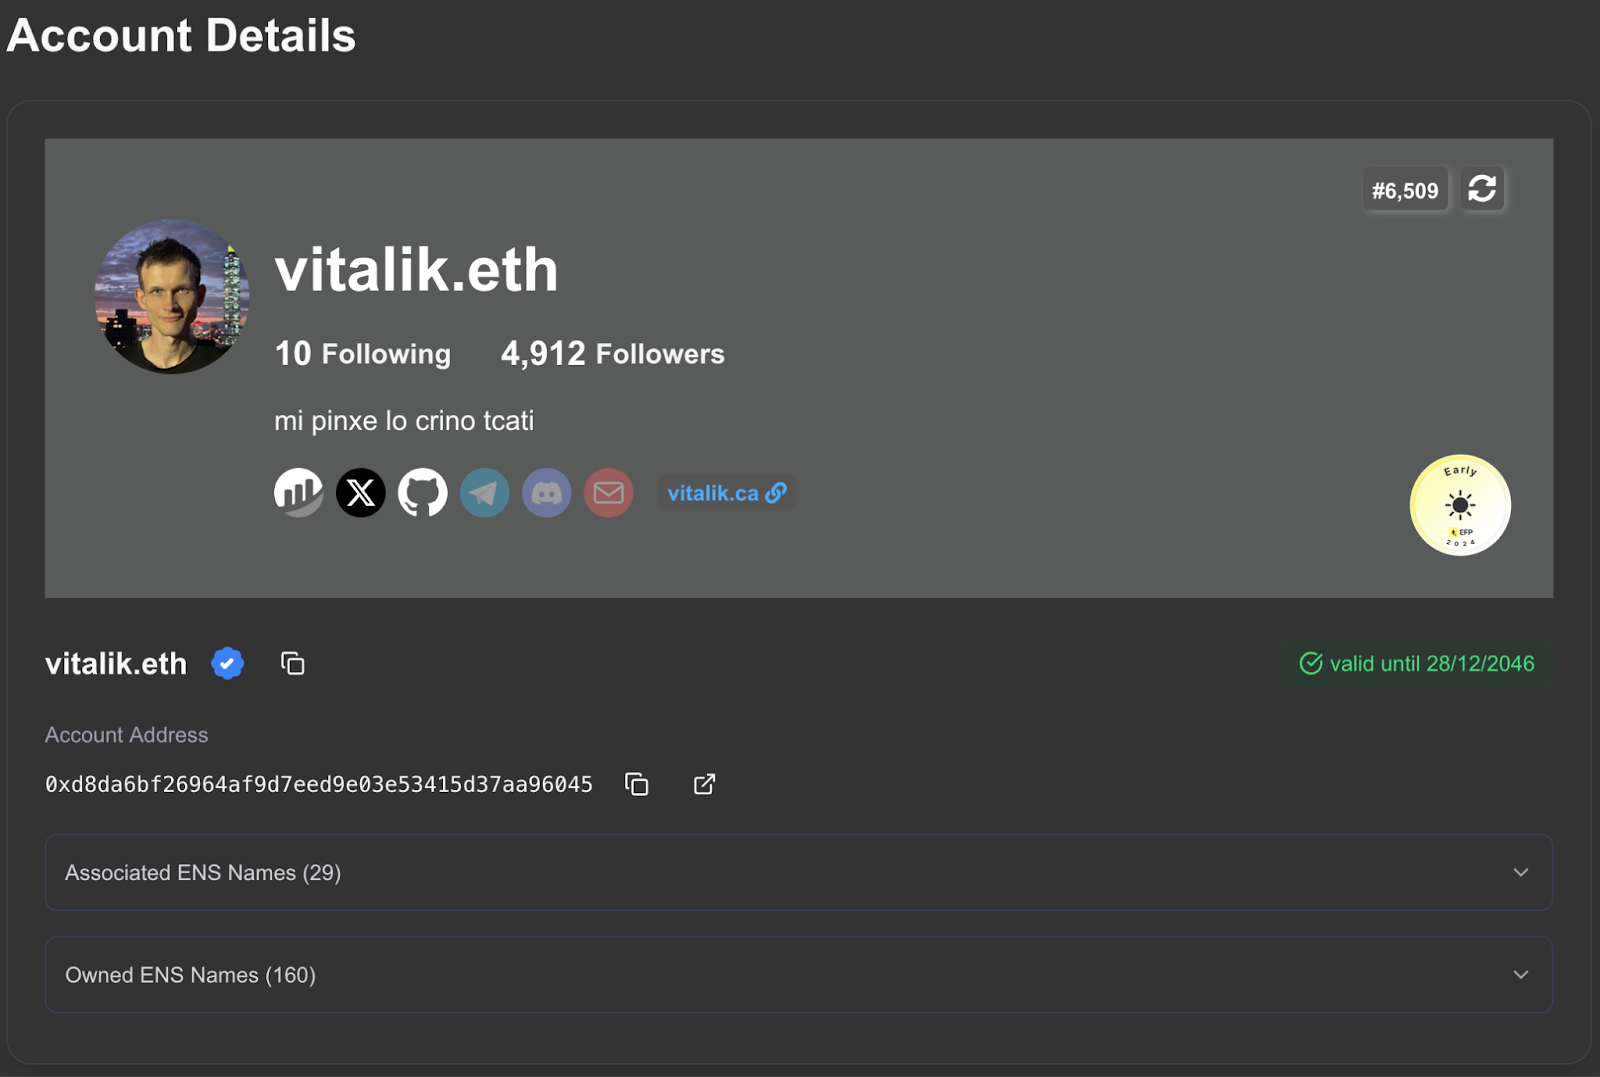 Account Details
#6,509
vitalik.eth
10 Following 4,912 Followers
mi pinxe lo crino tcati
vitalik.ca
Early
EFP
2024
vitalik.eth
valid until 28/12/2046
Account Address
0xd8da6bf26964af9d7eed9e03e53415d37aa96045
Associated ENS Names (29)
Owned ENS Names (160)